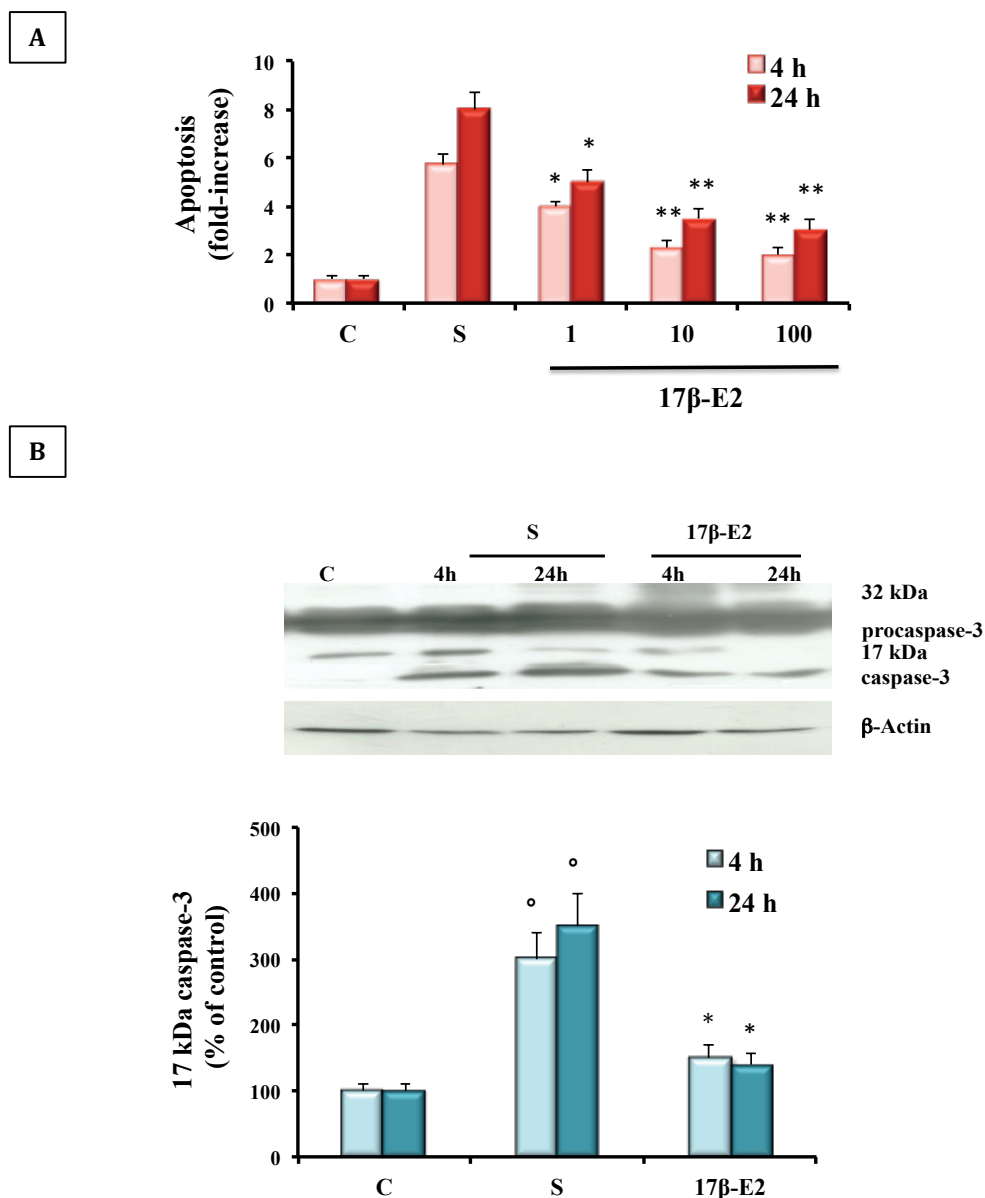 A
10
8
6
4
2
0
Apoptosis
(fold-increase)
4 h
24 h
* *
** **
** **
C S 1 10 100
17β-E2
B
S 17β-E2
C 4h 24h 4h 24h
32 kDa
procaspase-3
17 kDa
caspase-3
β-Actin
500
400
300
200
100
0
17 kDa caspase-3
(% of control)
4 h
24 h
° °
* *
C S 17β-E2